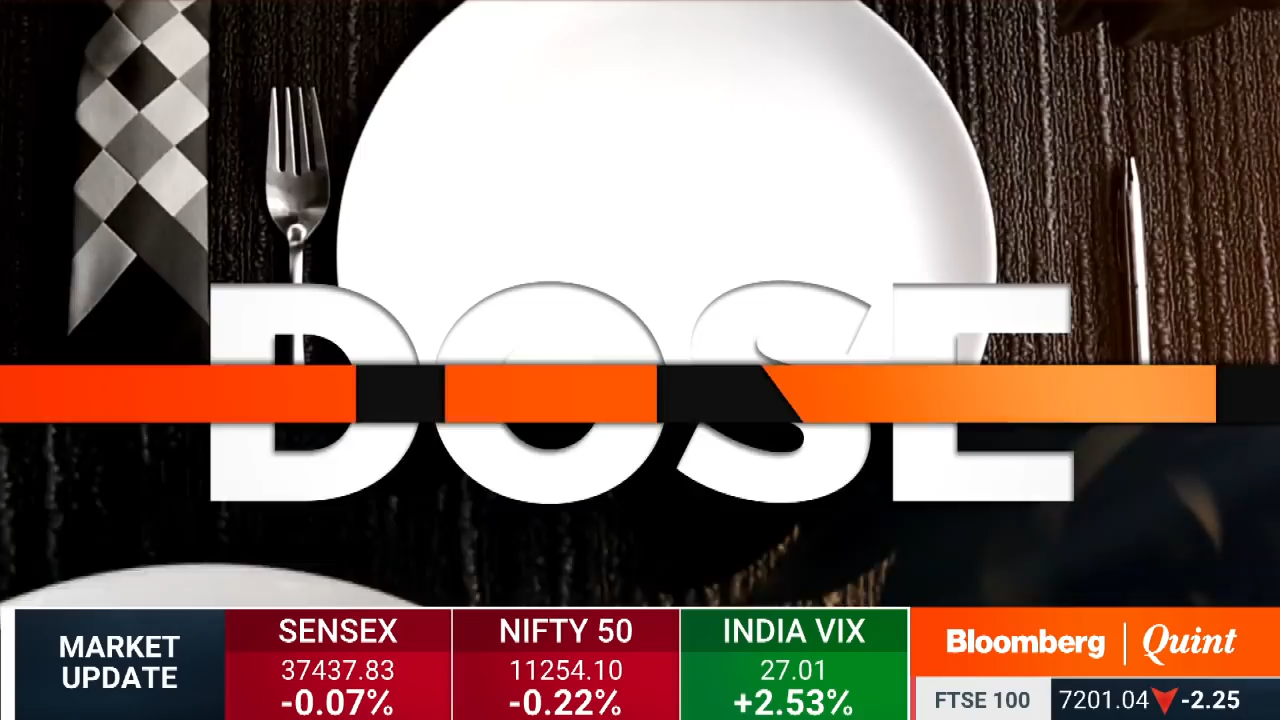 DOSE
MARKET
UPDATE
SENSEX
37437.83
-0.07%
NIFTY 50
11254.10
-0.22%
INDIA VIX
27.01
+2.53%
Bloomberg | Quint
FTSE 100 7201.04 -2.25